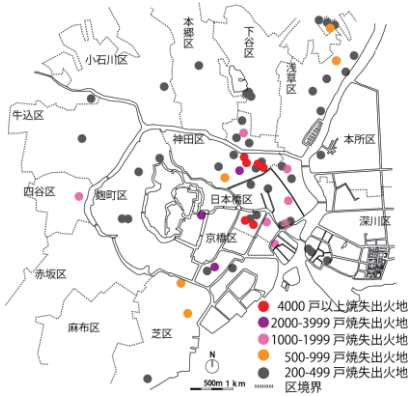 本郷区
下谷区
小石川区
浅草区
牛込区
神田区
本所区
四谷区
麹町区
日本橋区
京橋区
深川区
赤坂区
麻布区
芝区
4000 戸以上焼失出火地
2000-3999 戸焼失出火地
1000-1999 戸焼失出火地
500-999 戸焼失出火地
200-499 戸焼失出火地
区境界
N
500m 1 km